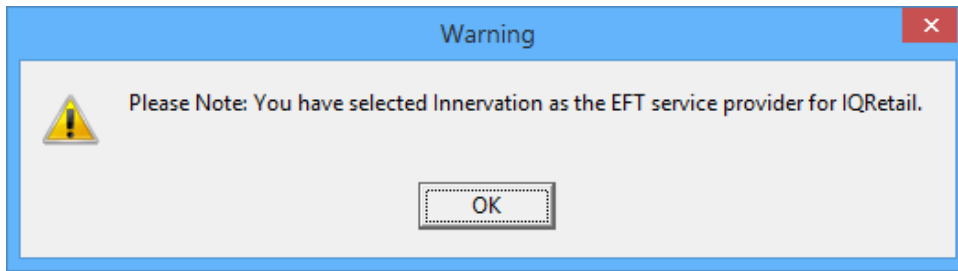 Warning
Please Note: You have selected Innervation as the EFT service provider for IQRetail.
OK